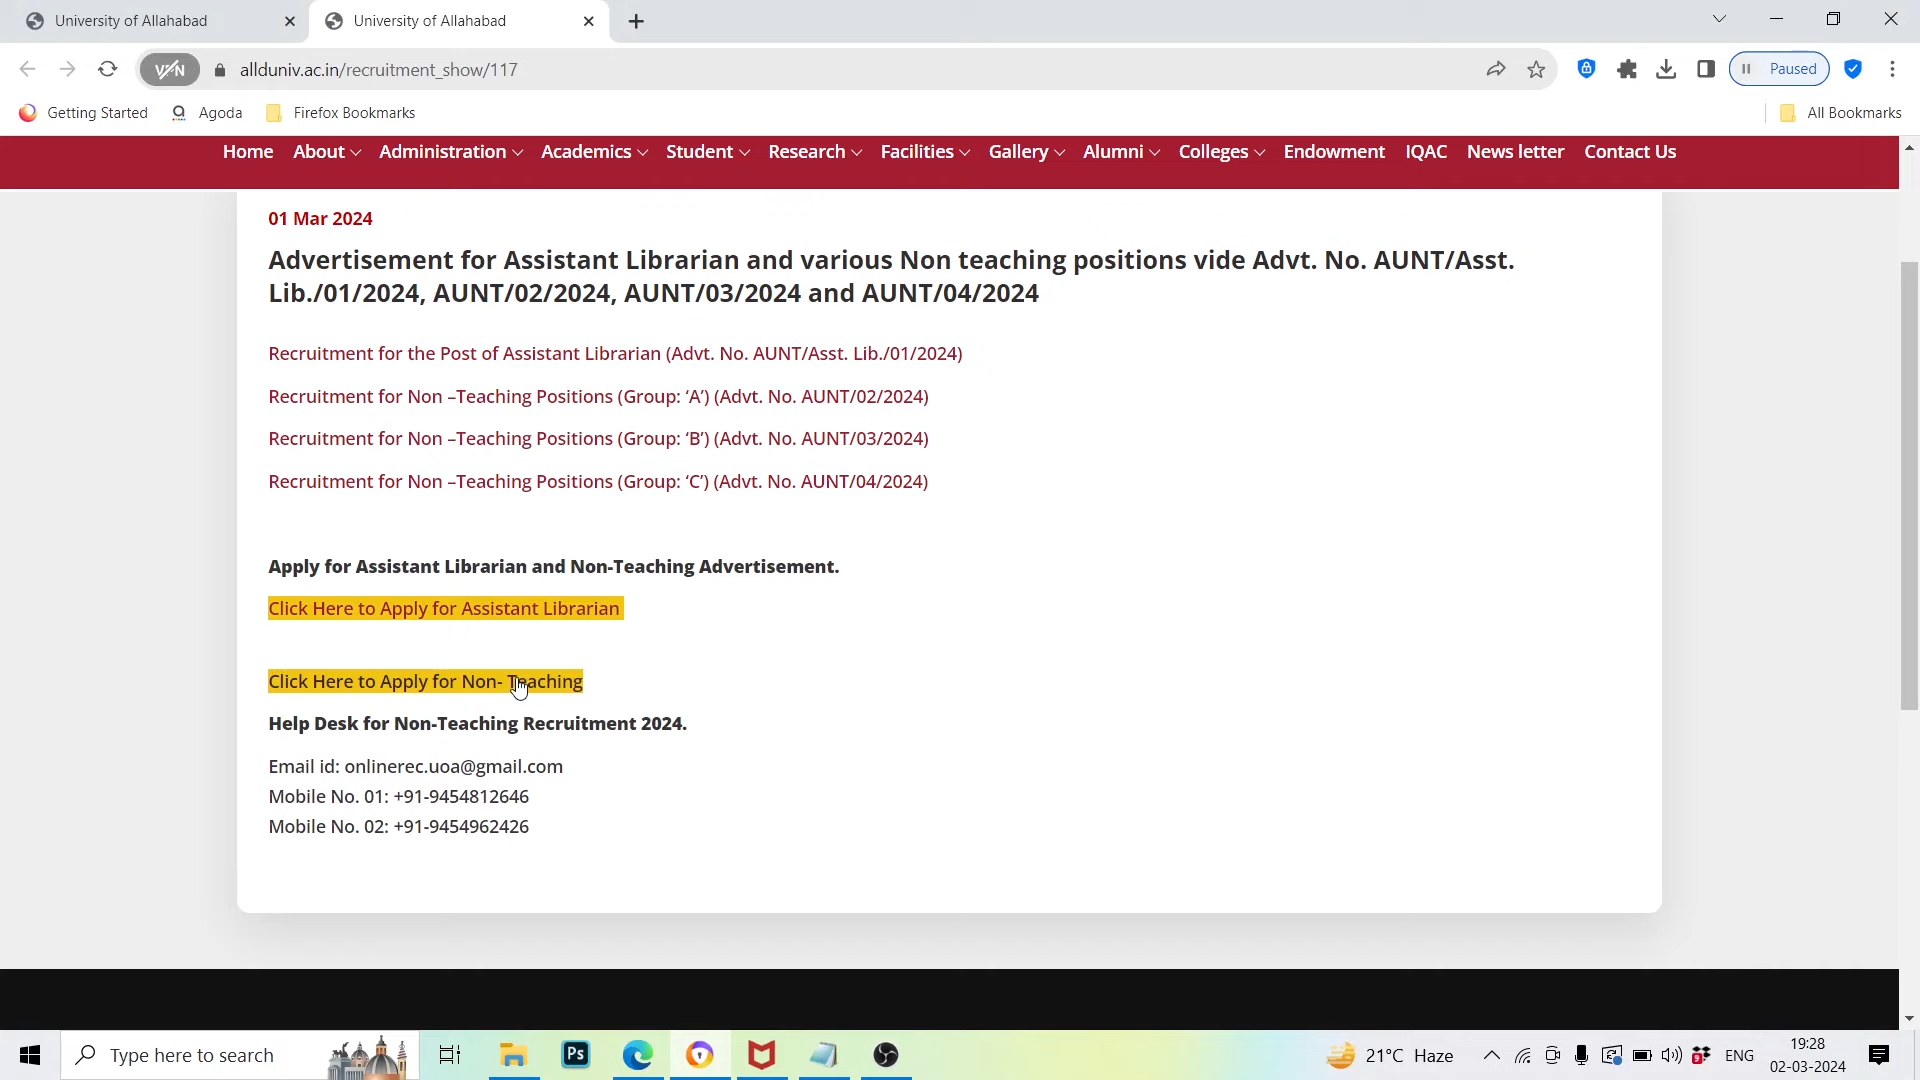 University of Allahabad
University of Allahabad
VPN
allduniv.ac.in/recruitment_show/117
Paused
Getting Started
Agoda
Firefox Bookmarks
All Bookmarks
Home
About
Administration
Academics
Student
Research
Facilities
Gallery
Alumni
Colleges
Endowment
IQAC
News letter
Contact Us
01 Mar 2024
Advertisement for Assistant Librarian and various Non teaching positions vide Advt. No. AUNT/Asst.
Lib./01/2024, AUNT/02/2024, AUNT/03/2024 and AUNT/04/2024
Recruitment for the Post of Assistant Librarian (Advt. No. AUNT/Asst. Lib./01/2024)
Recruitment for Non –Teaching Positions (Group: ‘A’) (Advt. No. AUNT/02/2024)
Recruitment for Non –Teaching Positions (Group: ‘B’) (Advt. No. AUNT/03/2024)
Recruitment for Non –Teaching Positions (Group: ‘C’) (Advt. No. AUNT/04/2024)
Apply for Assistant Librarian and Non-Teaching Advertisement.
Click Here to Apply for Assistant Librarian
Click Here to Apply for Non- Teaching
Help Desk for Non-Teaching Recruitment 2024.
Email id: onlinerec.uoa@gmail.com
Mobile No. 01: +91-9454812646
Mobile No. 02: +91-9454962426
Type here to search
Ps
21°C Haze
ENG
19:28
02-03-2024